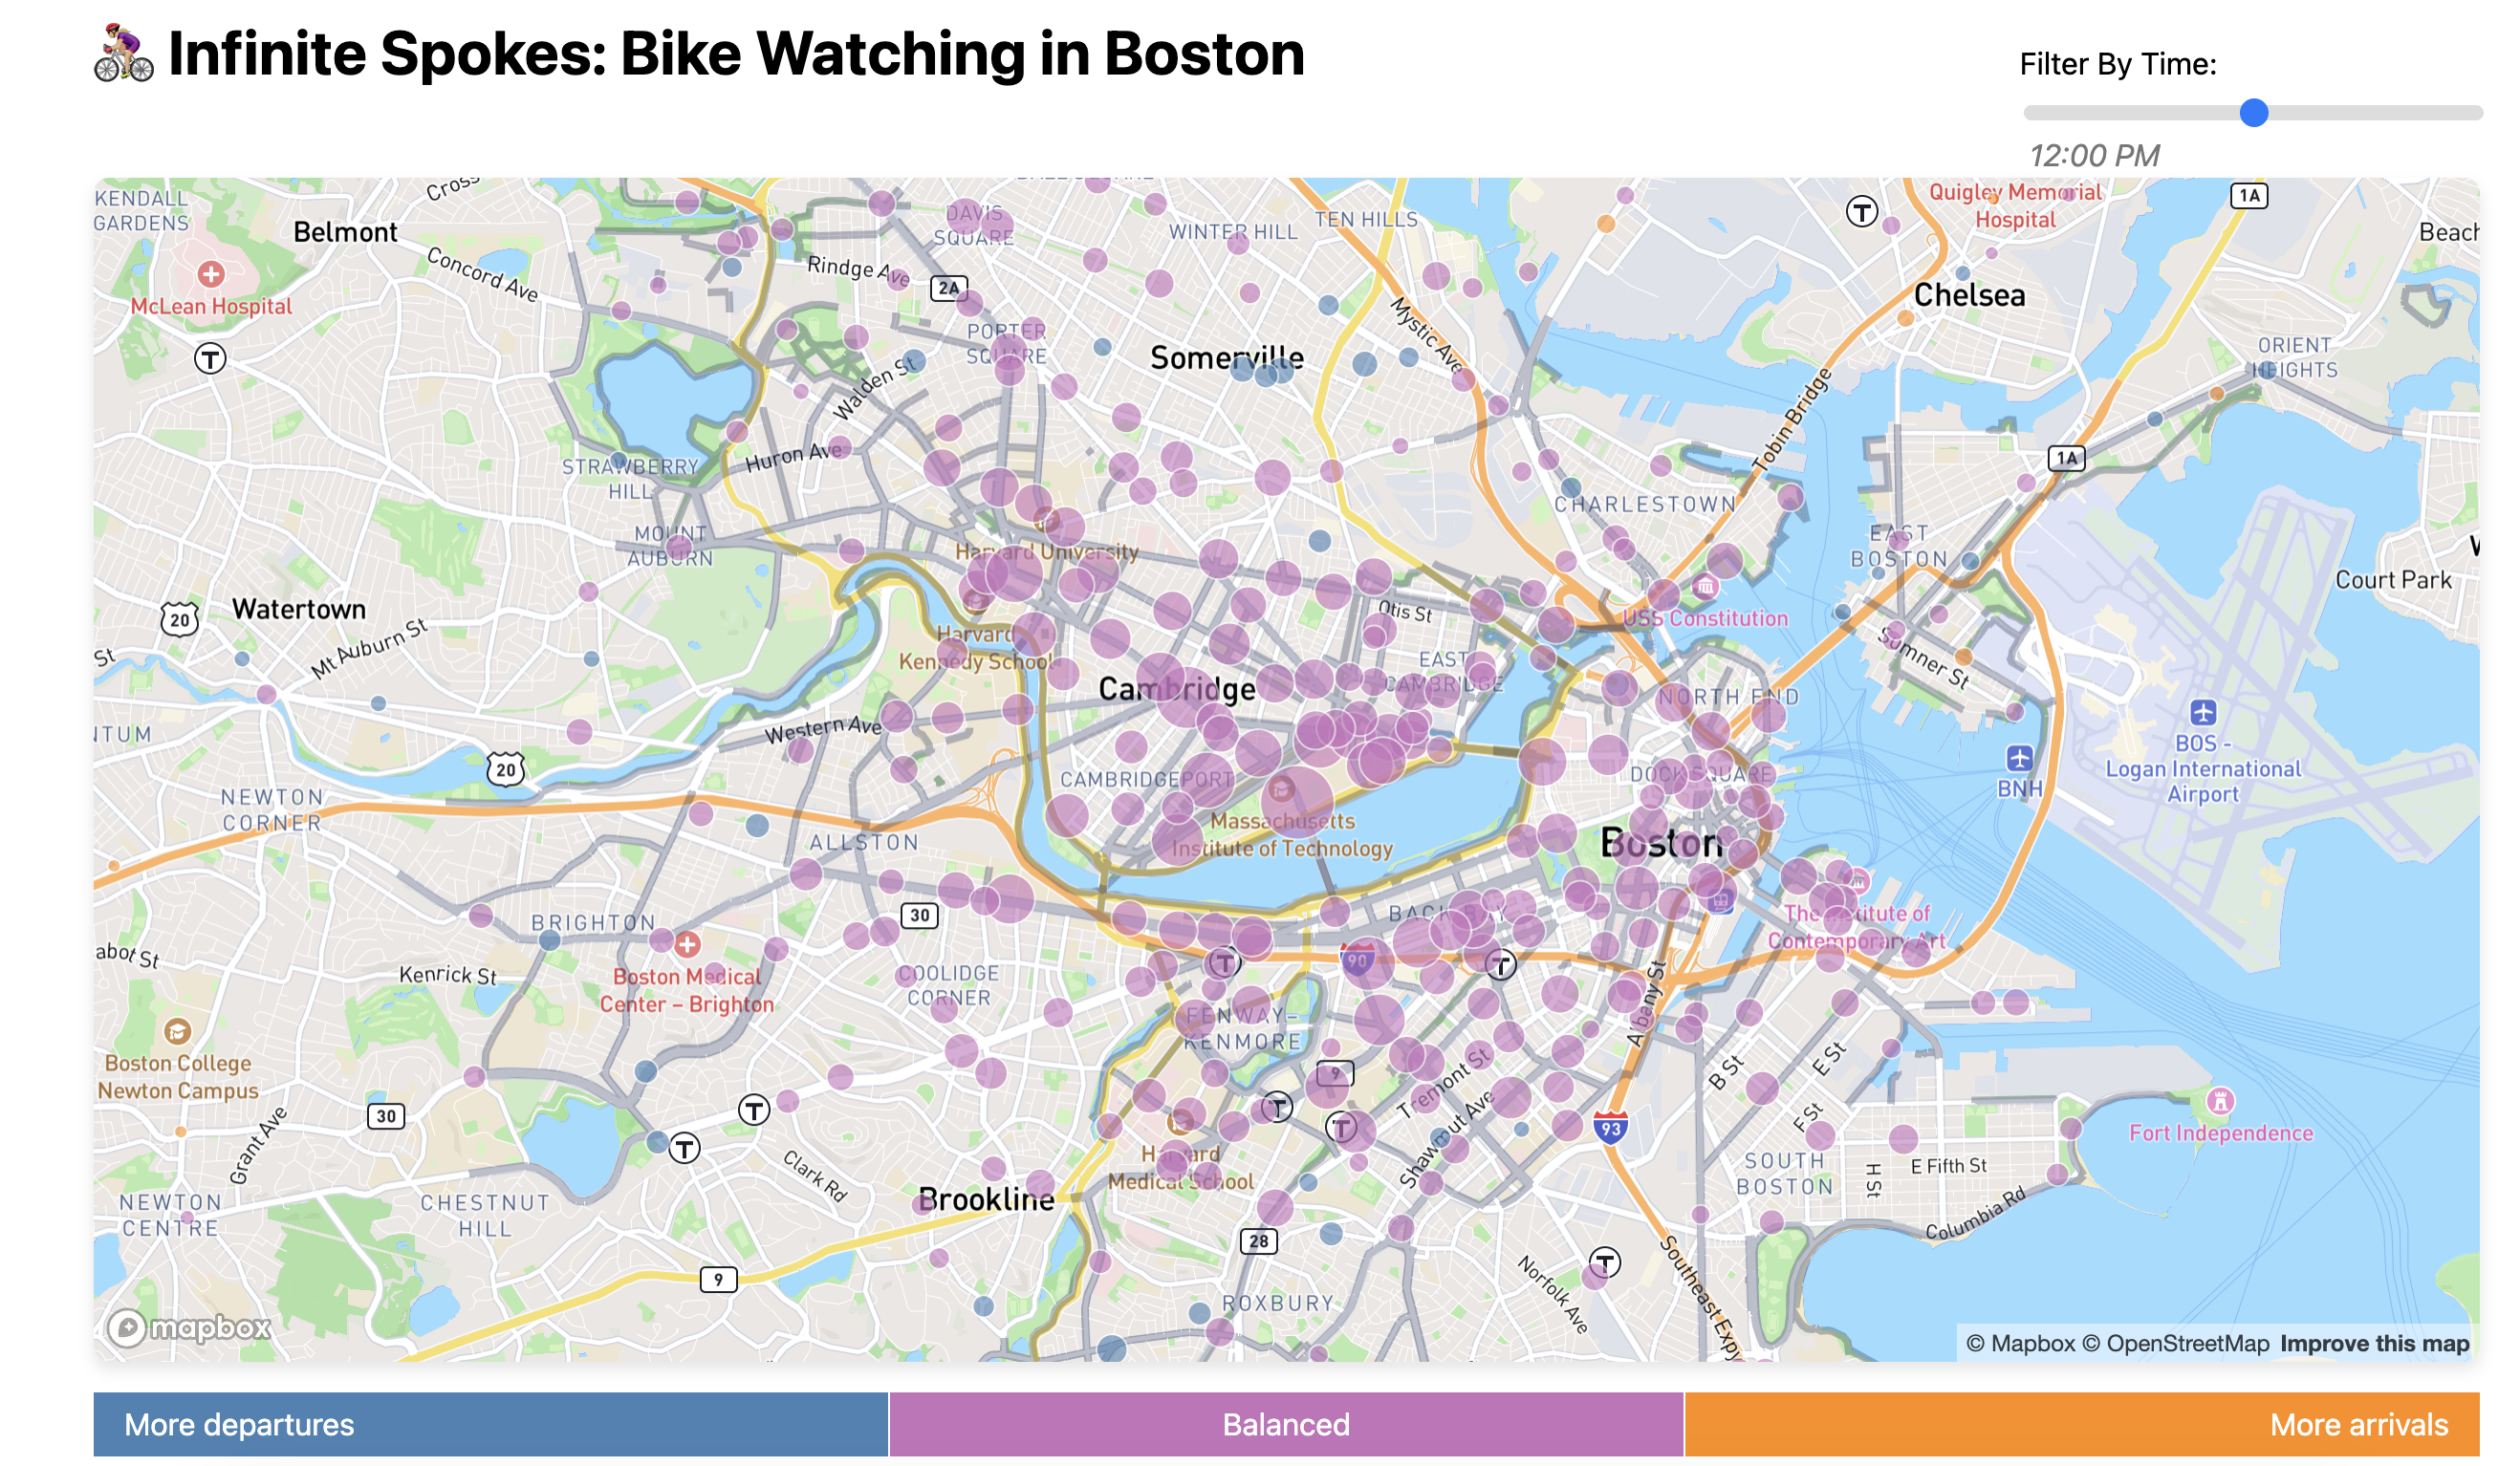 Infinite Spokes: Bike Watching in Boston
Filter By Time:
12:00 PM
KENDALL
GARDENS
Belmont
Cross
Concord Ave
McLean Hospital
DAVIS
SQUARE
Rindge Ave
2A
WINTER HILL
TEN HILLS
Quigley Memorial
Hospital
1A
Beach
Chelsea
PORTER
SQUARE
Somerville
Mystic Ave
Walden St
Huron Ave
STRAWBERRY
HILL
MOUNT
AUBURN
Tobin Bridge
ORIENT
HEIGHTS
1A
CHARLESTOWN
EAST
BOSTON
Court Park
Harvard University
Watertown
20
Mt Auburn St
St
Harvard
Kennedy School
Otis St
USS Constitution
Sumner St
EAST
CAMBRIDGE
Cambridge
NORTH END
NTUM
Western Ave
20
BOS -
Logan International
Airport
BNH
CAMBRIDGEPORT
DOCK SQUARE
NEWTON
CORNER
ALLSTON
Massachusetts
Institute of Technology
Boston
BRIGHTON
30
BACK BAY
The Institute of
Contemporary Art
abot St
Kenrick St
Boston Medical
Center – Brighton
COOLIDGE
CORNER
90
FENWAY–
KENMORE
Albany St
Boston College
Newton Campus
30
Grant Ave
9
Tremont St
B St
E St
F St
93
Fort Independence
Shawmut Ave
Harvard
Medical School
Clark Rd
Brookline
SOUTH
BOSTON
H St
E Fifth St
Columbia Rd
NEWTON
CENTRE
CHESTNUT
HILL
28
9
Norfolk Ave
Southeast Expy
ROXBURY
mapbox
© Mapbox © OpenStreetMap Improve this map
More departures
Balanced
More arrivals